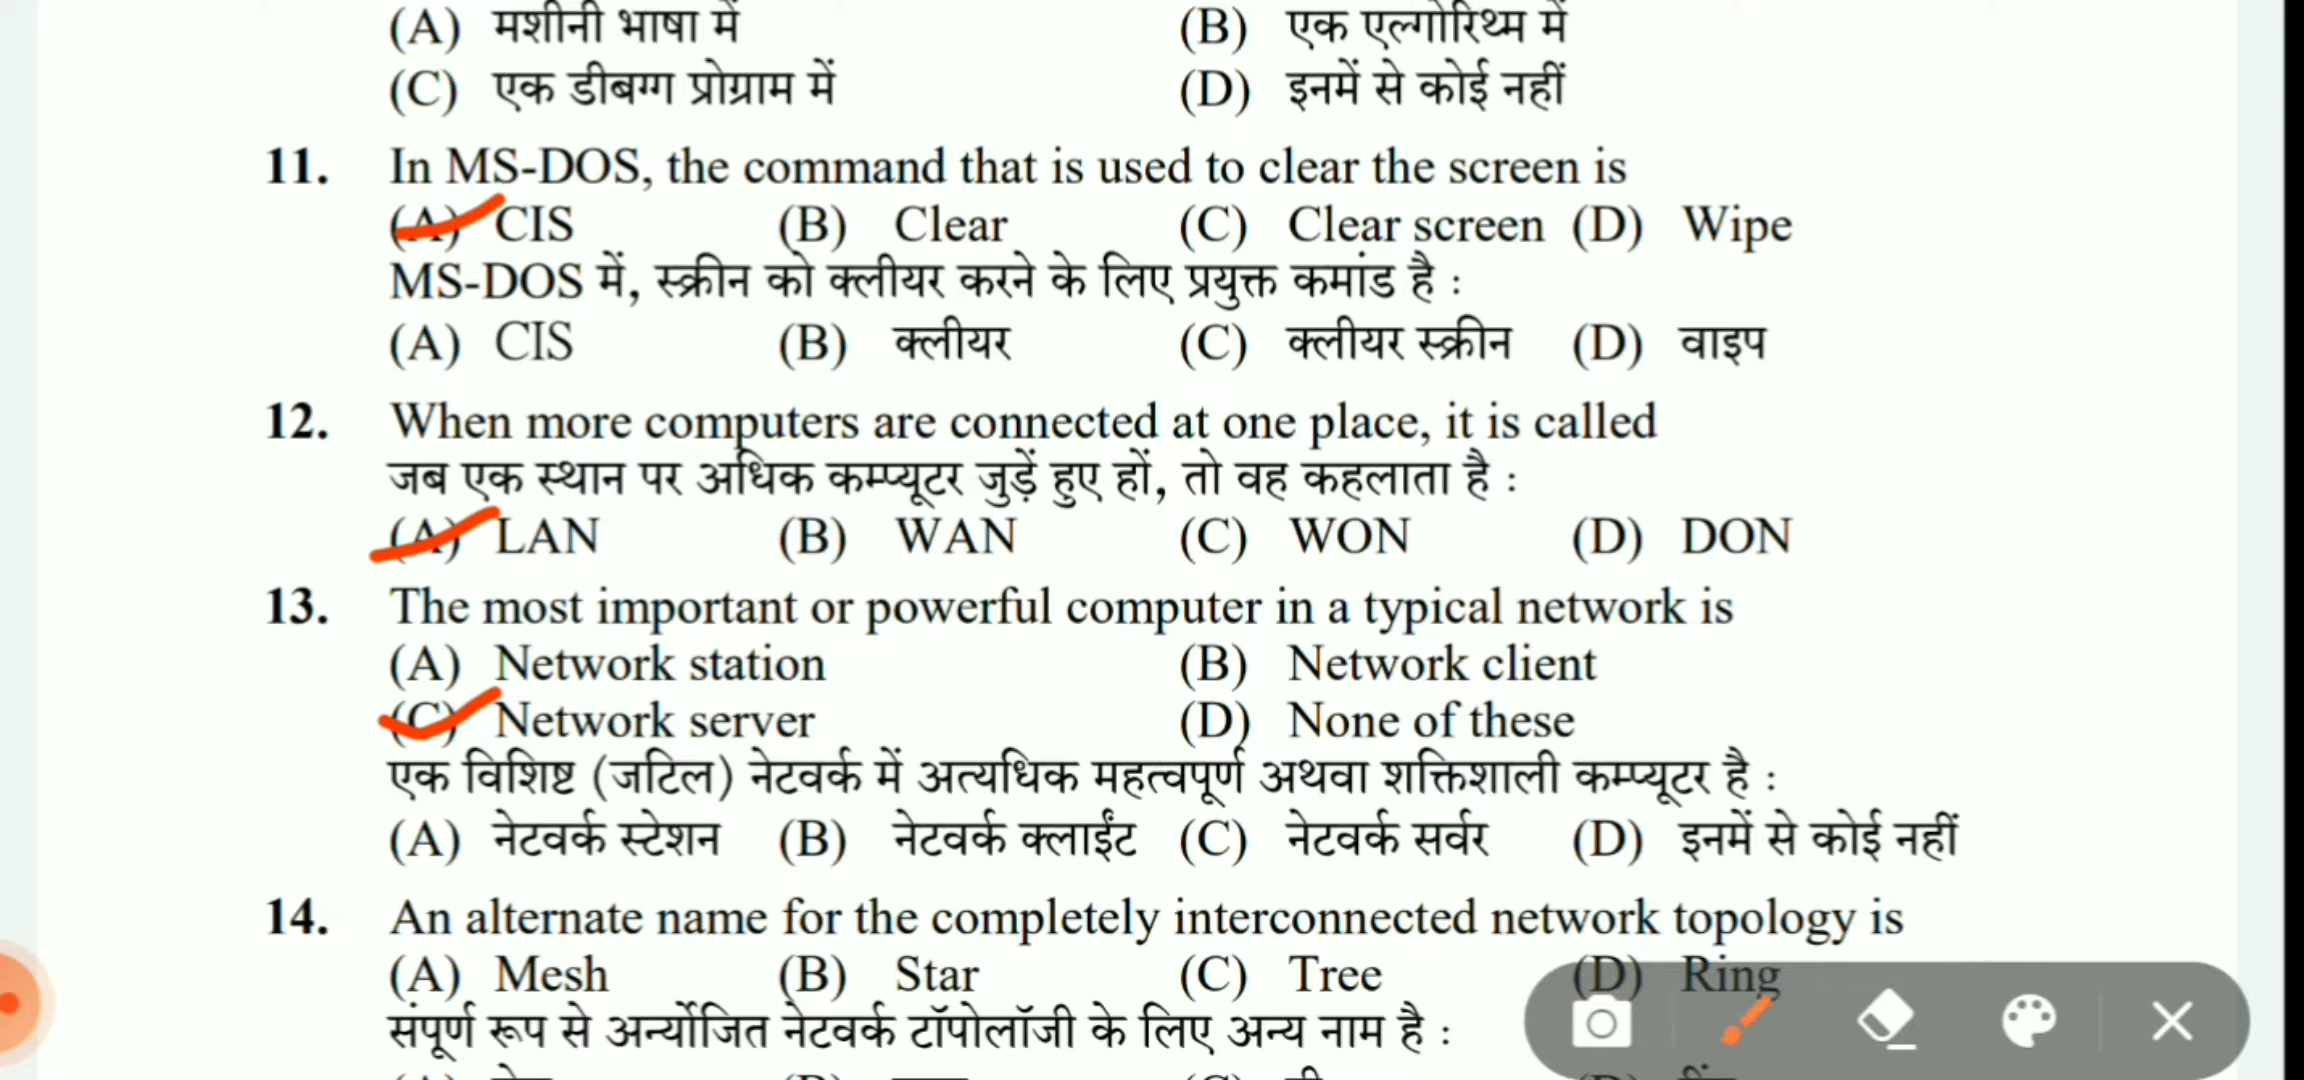 (A) मशीनी भाषा में (B) एक एल्गोरिथ्म में
(C) एक डीबग्ग प्रोग्राम में (D) इनमें से कोई नहीं
11. In MS-DOS, the command that is used to clear the screen is
(A) CIS (B) Clear (C) Clear screen (D) Wipe
MS-DOS में, स्क्रीन को क्लीयर करने के लिए प्रयुक्त कमांड है :
(A) CIS (B) क्लीयर (C) क्लीयर स्क्रीन (D) वाइप
12. When more computers are connected at one place, it is called
जब एक स्थान पर अधिक कम्प्यूटर जुड़ें हुए हों, तो वह कहलाता है :
(A) LAN (B) WAN (C) WON (D) DON
13. The most important or powerful computer in a typical network is
(A) Network station (B) Network client
(C) Network server (D) None of these
एक विशिष्ट (जटिल) नेटवर्क में अत्यधिक महत्वपूर्ण अथवा शक्तिशाली कम्प्यूटर है :
(A) नेटवर्क स्टेशन (B) नेटवर्क क्लाईंट (C) नेटवर्क सर्वर (D) इनमें से कोई नहीं
14. An alternate name for the completely interconnected network topology is
(A) Mesh (B) Star (C) Tree (D) Ring
संपूर्ण रूप से अर्न्योजित नेटवर्क टॉपोलॉजी के लिए अन्य नाम है :